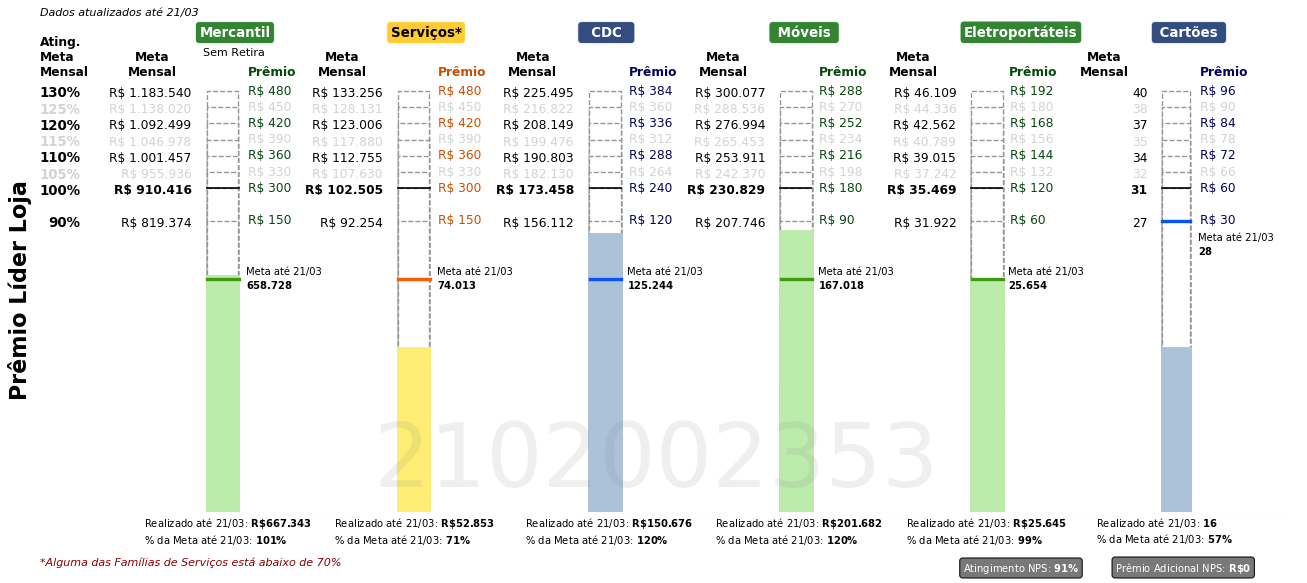 Dados atualizados até 21/03
Mercantil Serviços* CDC Móveis Eletroportáteis Cartões
Sem Retira
Ating. Meta Mensal
Meta Mensal Prêmio Meta Mensal Prêmio Meta Mensal Prêmio Meta Mensal Prêmio Meta Mensal Prêmio Meta Mensal Prêmio
130% R$ 1.183.540 R$ 480 R$ 133.256 R$ 480 R$ 225.495 R$ 384 R$ 300.077 R$ 288 R$ 46.109 R$ 192 40 R$ 96
125% R$ 1.138.020 R$ 450 R$ 128.131 R$ 450 R$ 216.822 R$ 360 R$ 288.536 R$ 270 R$ 44.336 R$ 180 38 R$ 90
120% R$ 1.092.499 R$ 420 R$ 123.006 R$ 420 R$ 208.149 R$ 336 R$ 276.994 R$ 252 R$ 42.562 R$ 168 37 R$ 84
115% R$ 1.046.978 R$ 390 R$ 117.880 R$ 390 R$ 199.476 R$ 312 R$ 265.453 R$ 234 R$ 40.789 R$ 156 35 R$ 78
110% R$ 1.001.457 R$ 360 R$ 112.755 R$ 360 R$ 190.803 R$ 288 R$ 253.911 R$ 216 R$ 39.015 R$ 144 34 R$ 72
105% R$ 955.936 R$ 330 R$ 107.630 R$ 330 R$ 182.130 R$ 264 R$ 242.370 R$ 198 R$ 37.242 R$ 132 32 R$ 66
100% R$ 910.416 R$ 300 R$ 102.505 R$ 300 R$ 173.458 R$ 240 R$ 230.829 R$ 180 R$ 35.469 R$ 120 31 R$ 60
90% R$ 819.374 R$ 150 R$ 92.254 R$ 150 R$ 156.112 R$ 120 R$ 207.746 R$ 90 R$ 31.922 R$ 60 27 R$ 30
Meta até 21/03
28
Meta até 21/03 Meta até 21/03 Meta até 21/03 Meta até 21/03 Meta até 21/03
658.728 74.013 125.244 167.018 25.654
Prêmio Líder Loja
2102002353
Realizado até 21/03: R$667.343 Realizado até 21/03: R$52.853 Realizado até 21/03: R$150.676 Realizado até 21/03: R$201.682 Realizado até 21/03: R$25.645 Realizado até 21/03: 16
% da Meta até 21/03: 101% % da Meta até 21/03: 71% % da Meta até 21/03: 120% % da Meta até 21/03: 120% % da Meta até 21/03: 99% % da Meta até 21/03: 57%
*Alguma das Famílias de Serviços está abaixo de 70%
Atingimento NPS: 91% Prêmio Adicional NPS: R$0